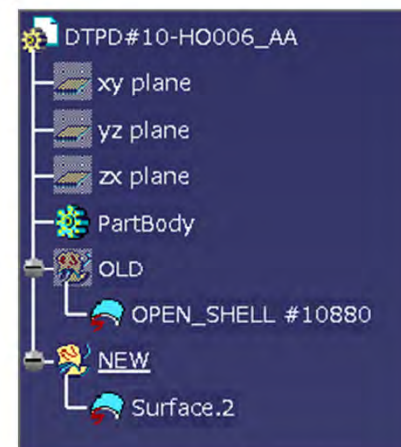 DTPD#10-HO006_AA
xy plane
yz plane
zx plane
PartBody
OLD
OPEN_SHELL #10880
NEW
Surface.2